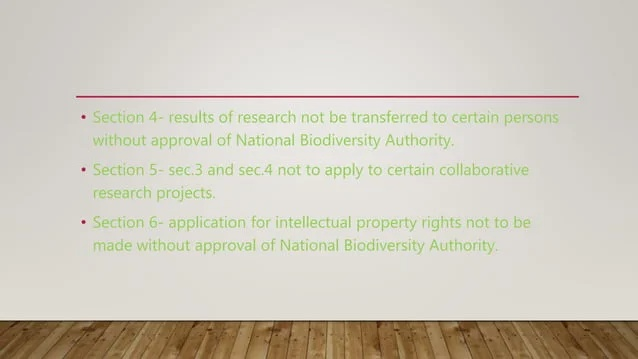 • Section 4- results of research not be transferred to certain persons
without approval of National Biodiversity Authority.
• Section 5- sec.3 and sec.4 not to apply to certain collaborative
research projects.
• Section 6- application for intellectual property rights not to be
made without approval of National Biodiversity Authority.